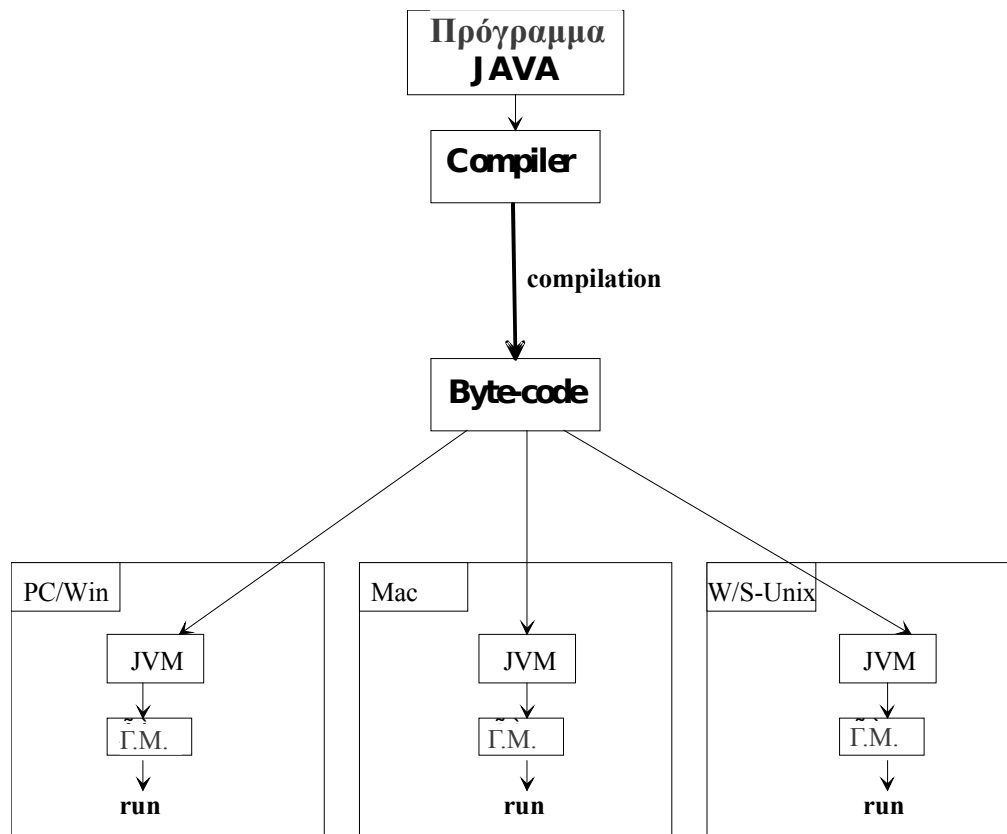 Πρόγραμμα
JAVA
Compiler
compilation
Byte-code
PC/Win
Mac
W/S-Unix
JVM
JVM
JVM
Γ.Μ.
Γ.Μ.
Γ.Μ.
run
run
run